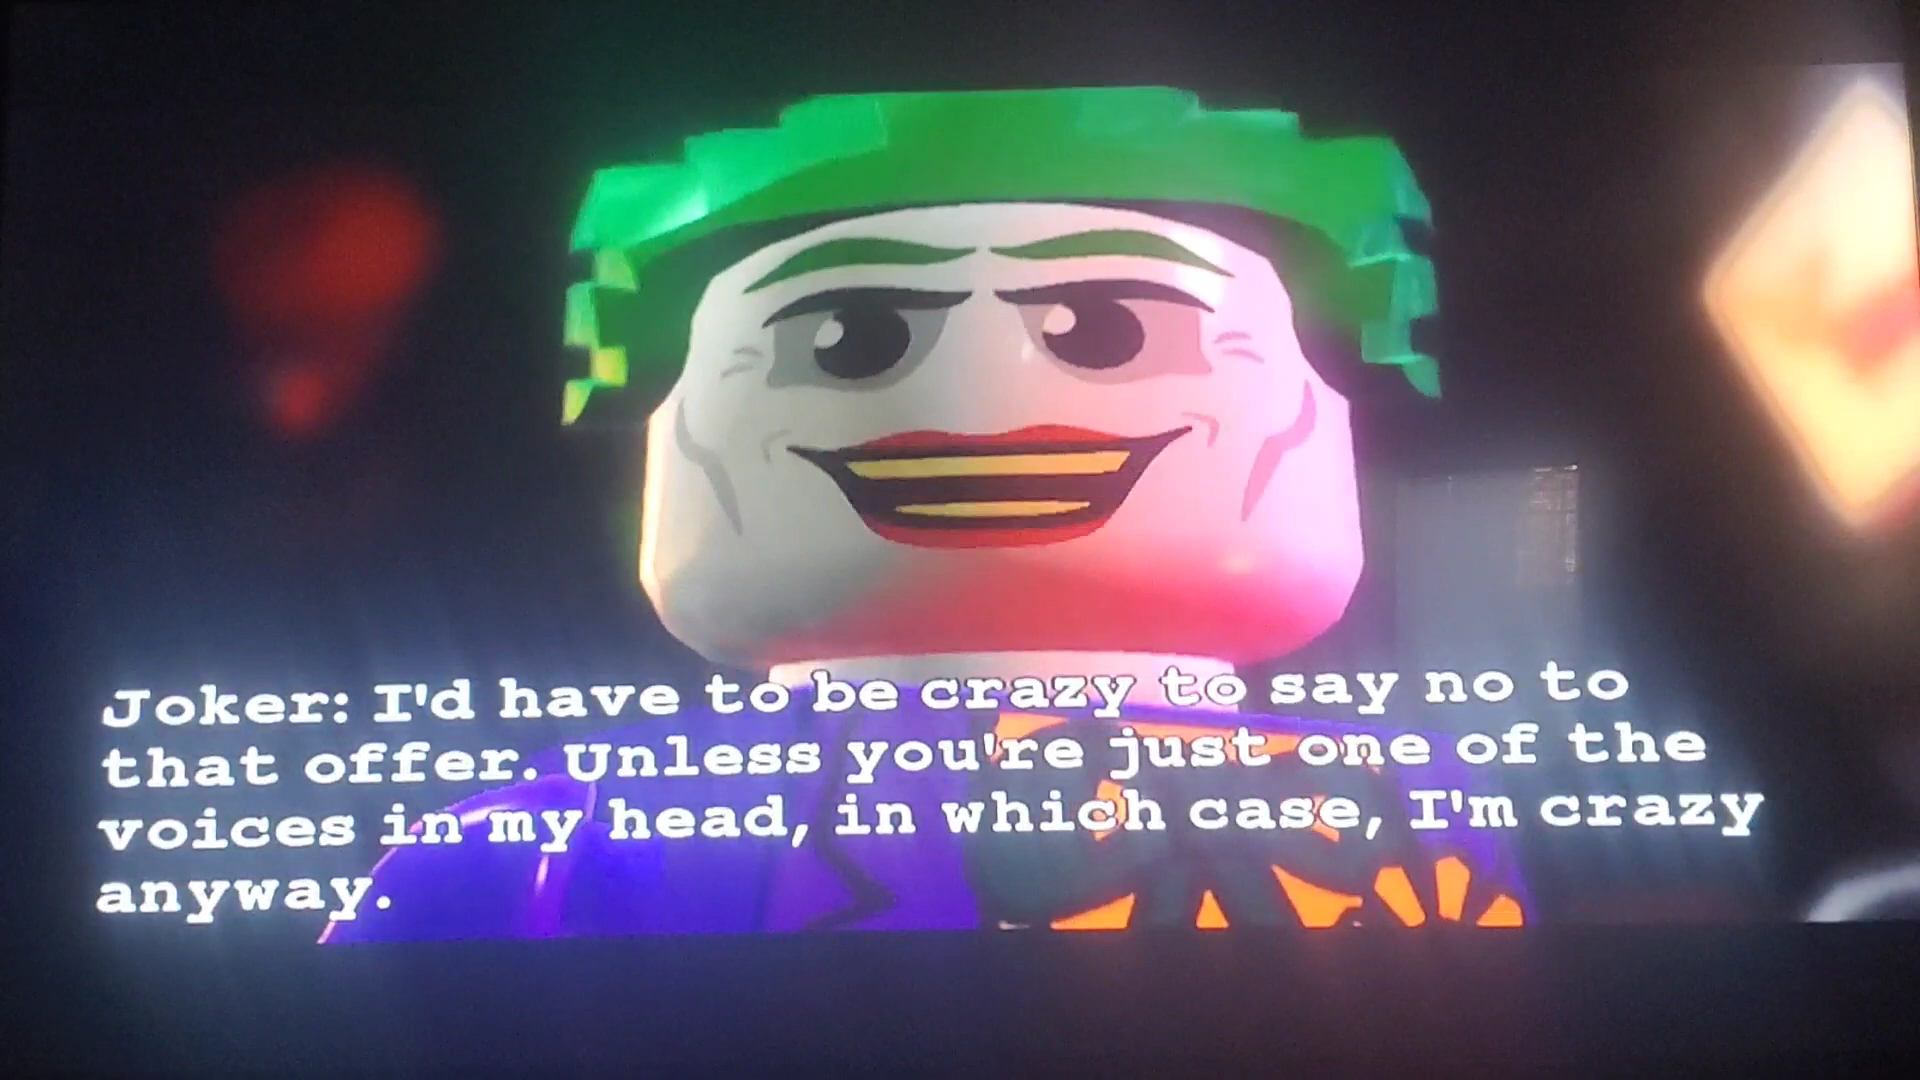 Joker: I'd have to be crazy to say no to
that offer. Unless you're just one of the
voices in my head, in which case, I'm crazy
anyway.